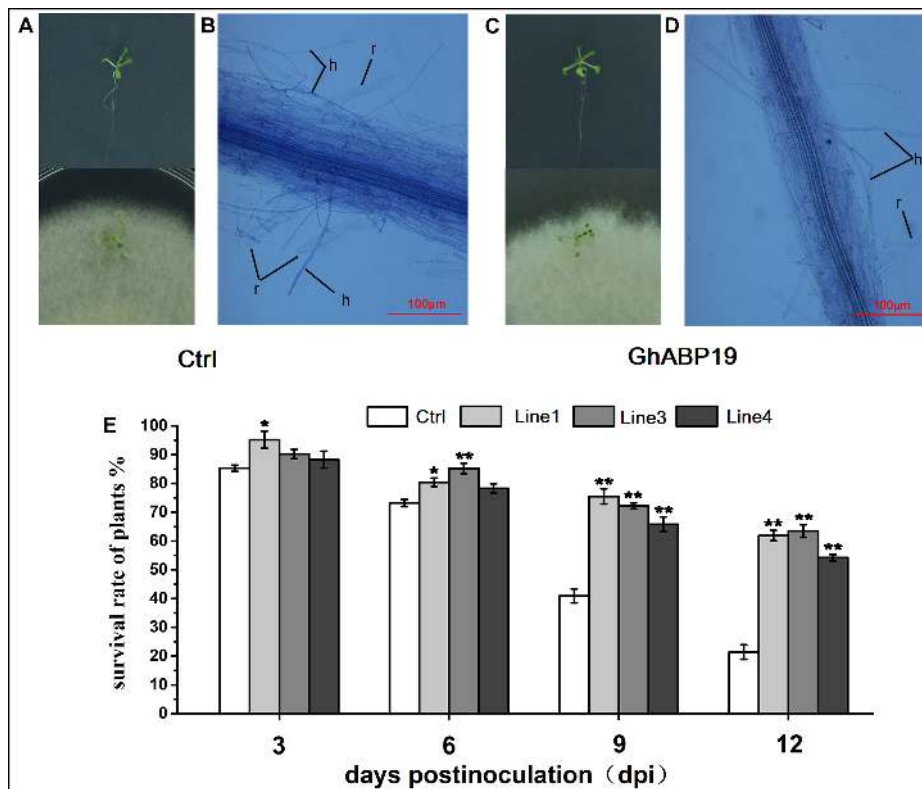 A B C D
h r
h
r
r h
100μm 100μm
Ctrl GhABP19
E Ctrl Line1 Line3 Line4
survival rate of plants %
100
90
80
70
60
50
40
30
20
10
0
*
* **
** ** **
** ** **
3 6 9 12
days postinoculation（dpi）